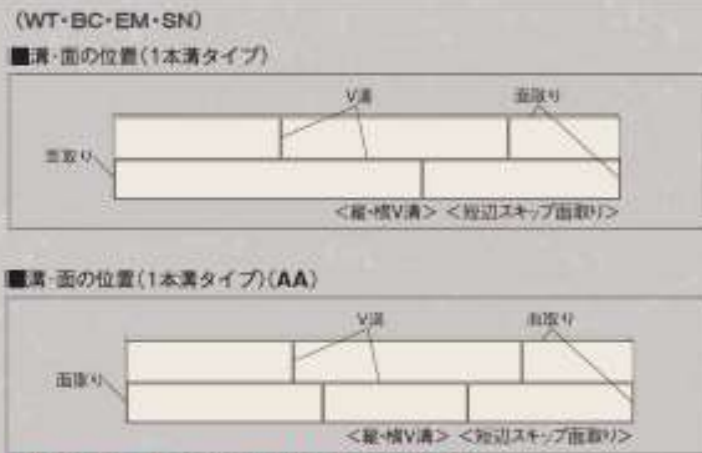 (WT・BC・EM・SN)
■溝・面の位置(1本溝タイプ)
V溝 面取り
面取り
<縦・横V溝> <短辺スキップ面取り>
■溝・面の位置(1本溝タイプ)(AA)
V溝 面取り
面取り
<縦・横V溝> <短辺スキップ面取り>